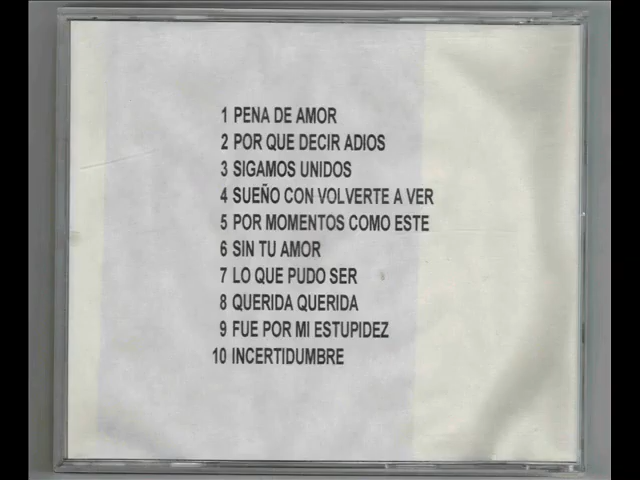 1 PENA DE AMOR
2 POR QUE DECIR ADIOS
3 SIGAMOS UNIDOS
4 SUEÑO CON VOLVERTE A VER
5 POR MOMENTOS COMO ESTE
6 SIN TU AMOR
7 LO QUE PUDO SER
8 QUERIDA QUERIDA
9 FUE POR MI ESTUPIDEZ
10 INCERTIDUMBRE